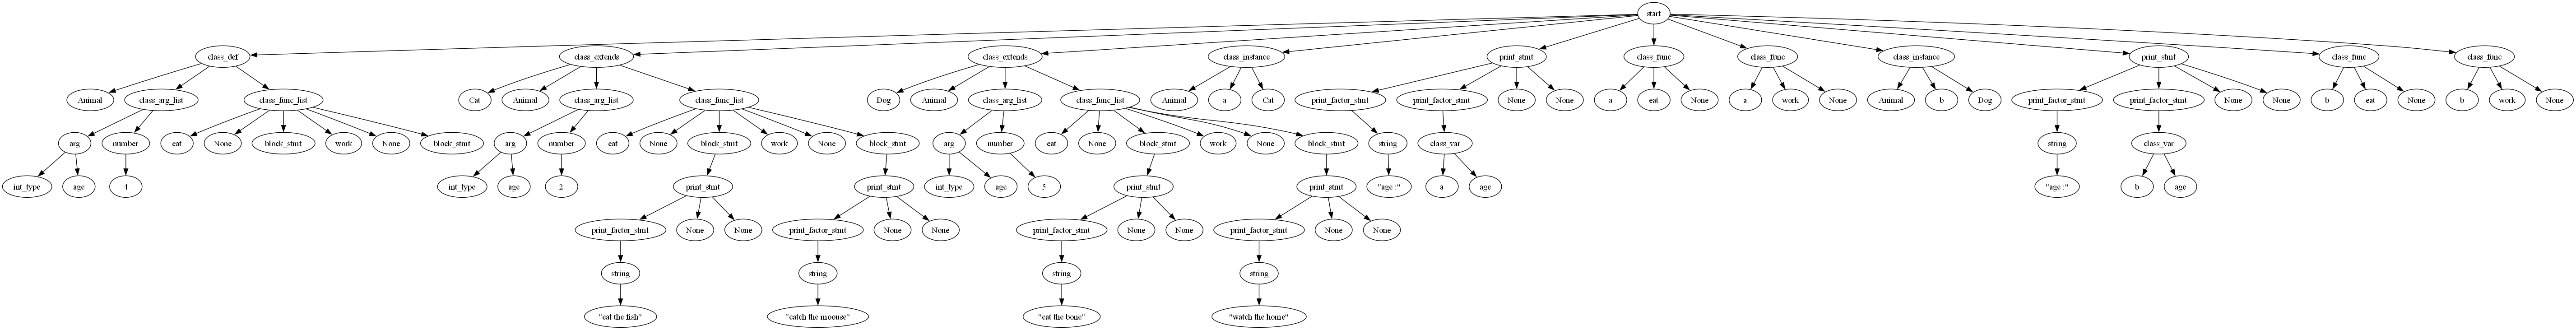 start
class_def class_extends class_extends class_instance print_stmt class_func class_func class_instance print_stmt class_func class_func
Animal class_arg_list class_func_list Cat Animal class_arg_list class_func_list Dog Animal class_arg_list class_func_list Animal a Cat print_factor_stmt print_factor_stmt None None a eat None a work None Animal b Dog print_factor_stmt print_factor_stmt None None b eat None b work None
arg number eat None block_stmt work None block_stmt arg number eat None block_stmt work None block_stmt arg number eat None block_stmt work None block_stmt string class_var string class_var
int_type age 4 int_type age 2 print_stmt print_stmt int_type age 5 print_stmt print_stmt "age :" a age "age :" b age
print_factor_stmt None None print_factor_stmt None None print_factor_stmt None None print_factor_stmt None None
string string string string
"eat the fish" "catch the moouse" "eat the bone" "watch the home"